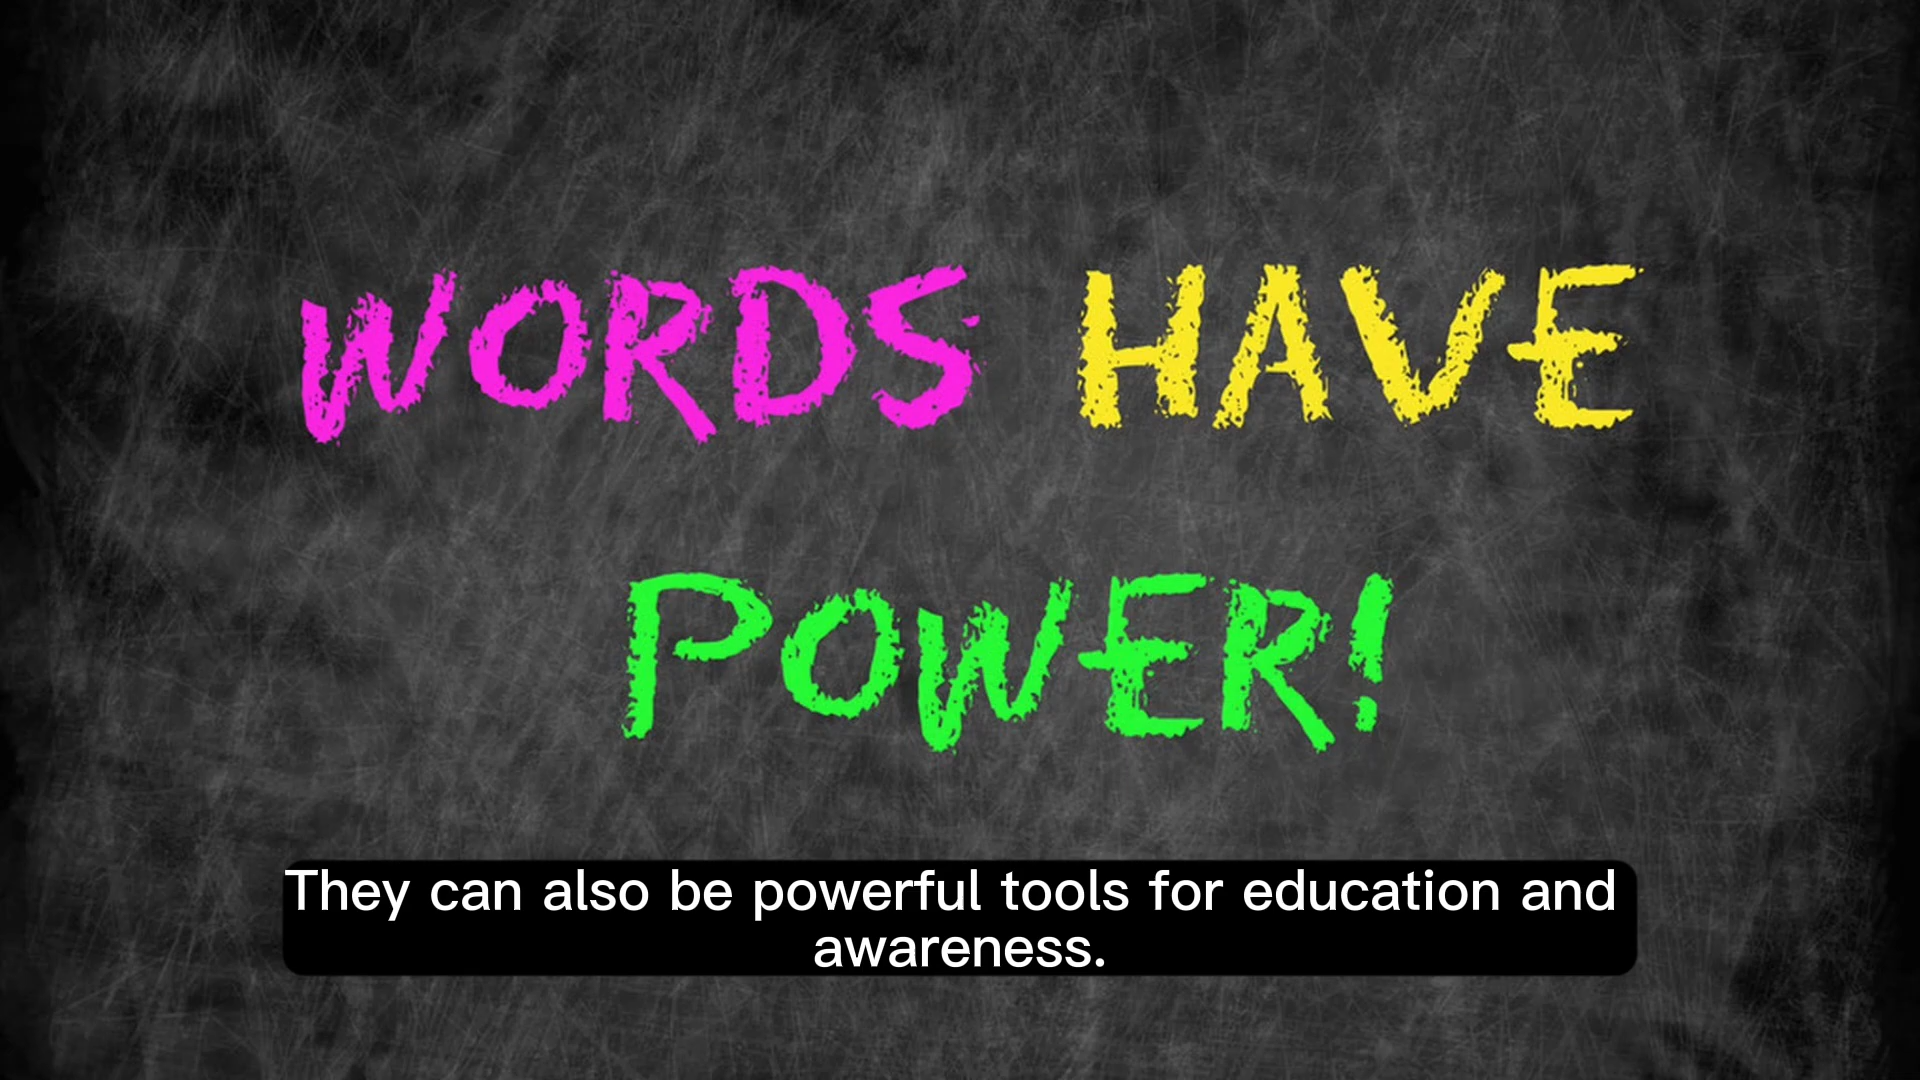 WORDS HAVE
POWER!
They can also be powerful tools for education and
awareness.